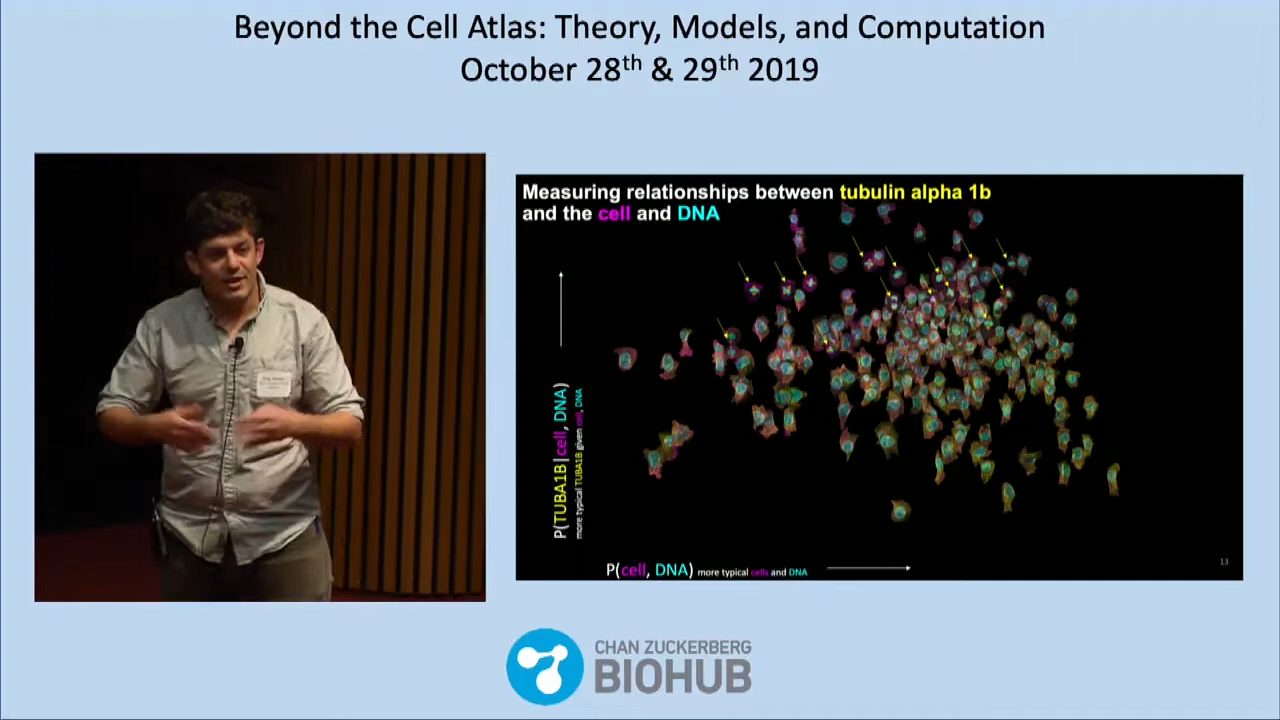 Beyond the Cell Atlas: Theory, Models, and Computation
October 28th & 29th 2019
Measuring relationships between tubulin alpha 1b
and the cell and DNA
P(TUBA1B|cell, DNA)
more typical TUBA1B given cell, DNA
P(cell, DNA) more typical cells and DNA
13
CHAN ZUCKERBERG
BIOHUB